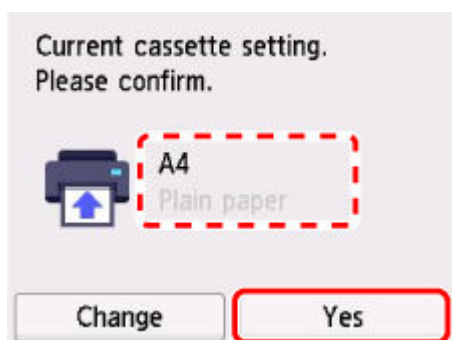 Current cassette setting.
Please confirm.
A4
Plain paper
Change
Yes